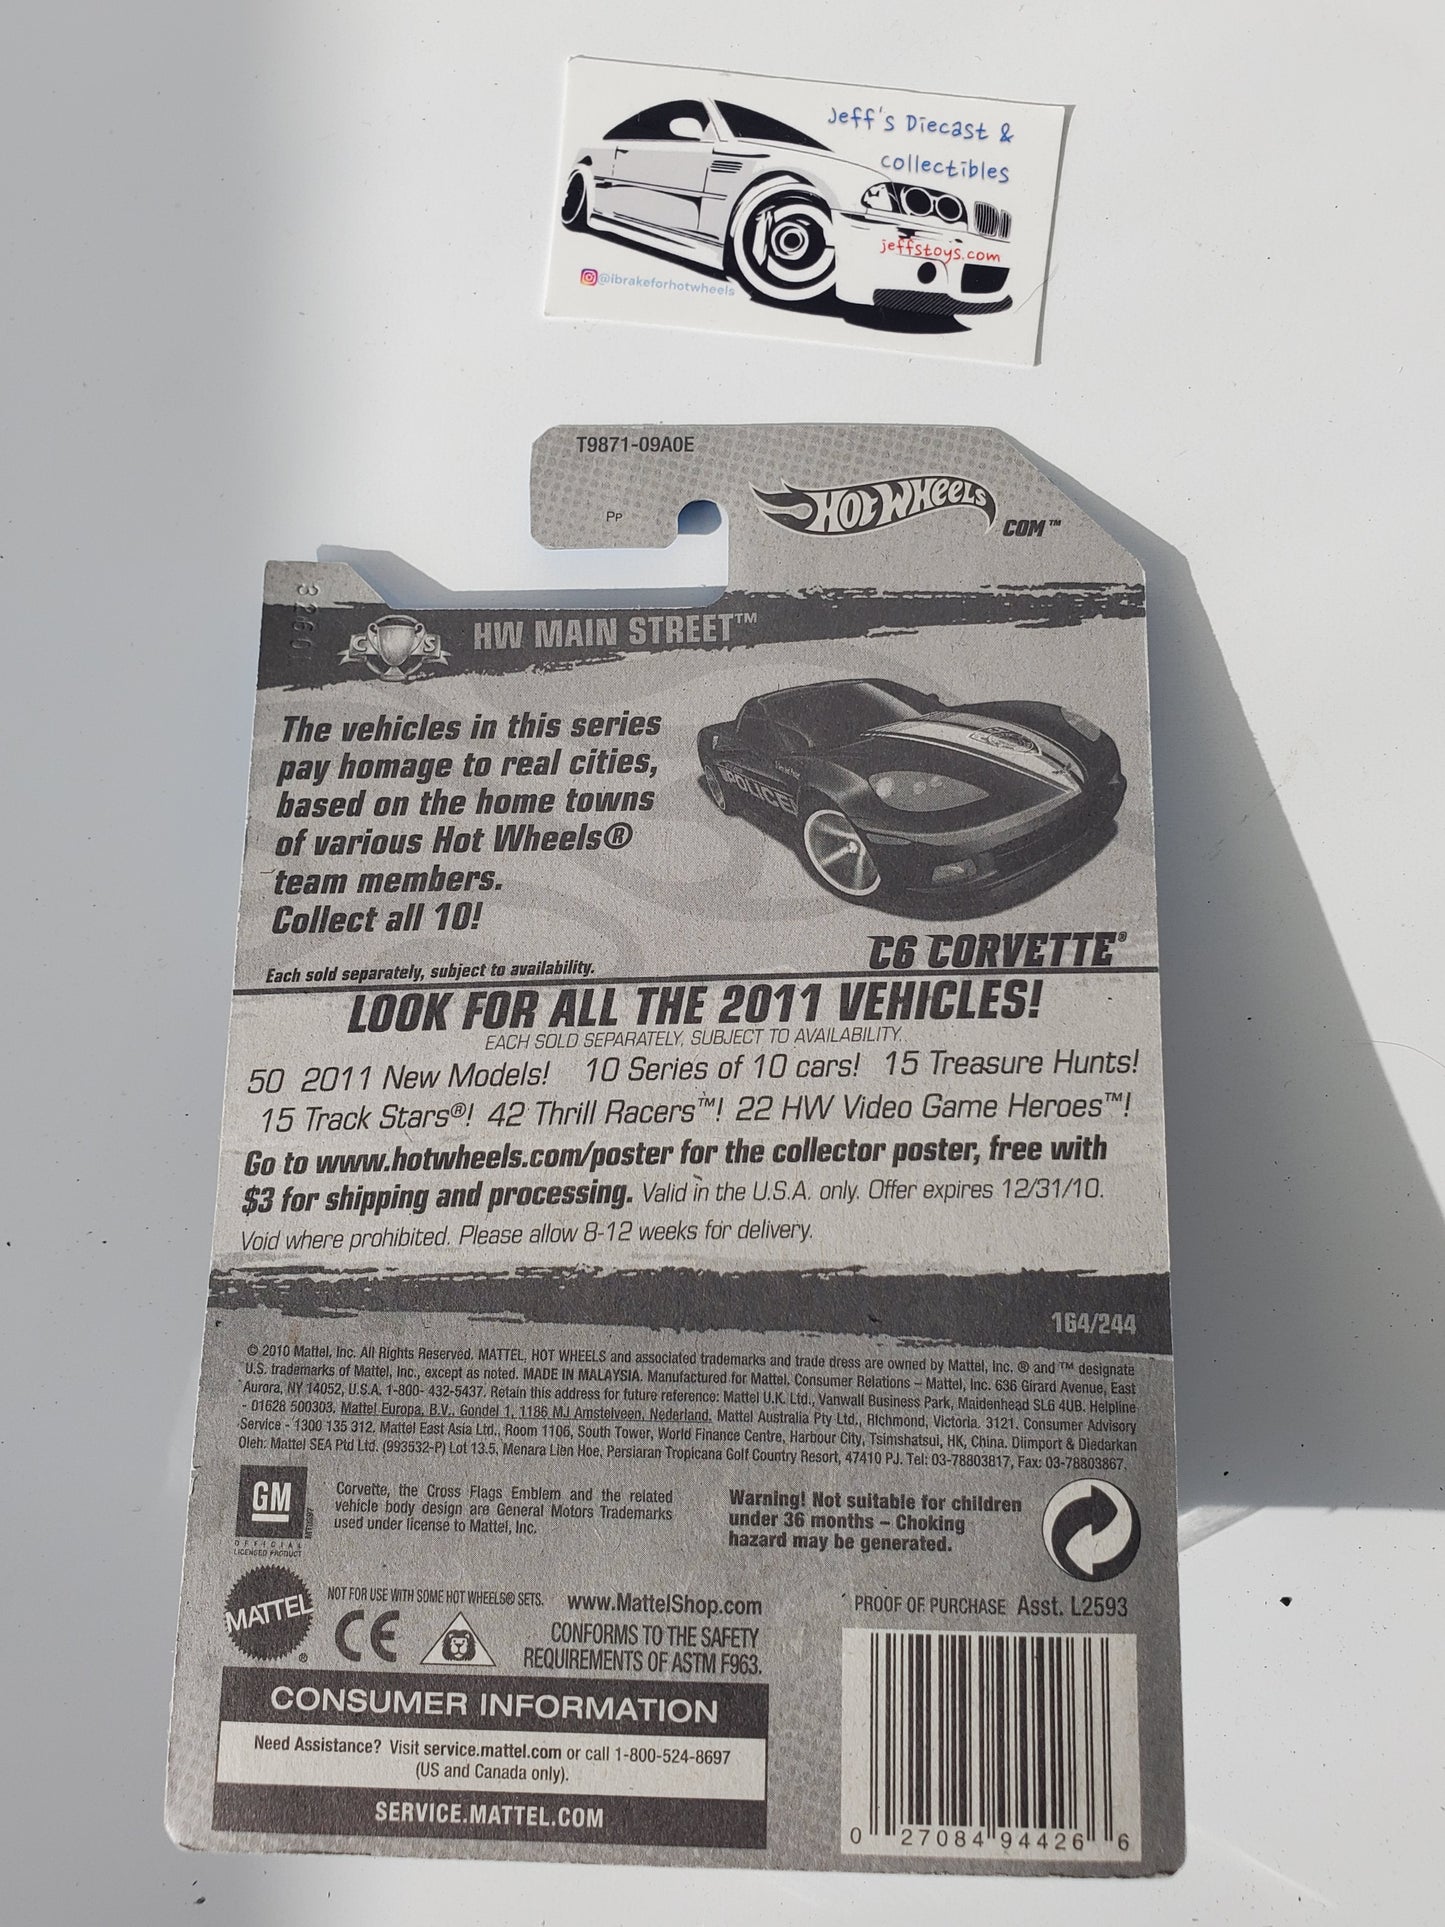 Jeff's Diecast &
collectibles
jeffstoys.com
@ibrakeforhotwheels
T9871-09A0E
PP
HOT WHEELS
COM™
C S
HW MAIN STREET™
The vehicles in this series
pay homage to real cities,
based on the home towns
of various Hot Wheels®
team members.
Collect all 10!
POLICE
C6 CORVETTE®
Each sold separately, subject to availability.
LOOK FOR ALL THE 2011 VEHICLES!
EACH SOLD SEPARATELY, SUBJECT TO AVAILABILITY.
50 2011 New Models! 10 Series of 10 cars! 15 Treasure Hunts!
15 Track Stars®! 42 Thrill Racers™! 22 HW Video Game Heroes™!
Go to www.hotwheels.com/poster for the collector poster, free with
$3 for shipping and processing. Valid in the U.S.A. only. Offer expires 12/31/10.
Void where prohibited. Please allow 8-12 weeks for delivery.
164/244
© 2010 Mattel, Inc. All Rights Reserved. MATTEL, HOT WHEELS and associated trademarks and trade dress are owned by Mattel, Inc. ® and ™ designate
U.S. trademarks of Mattel, Inc., except as noted. MADE IN MALAYSIA. Manufactured for Mattel. Consumer Relations – Mattel, Inc. 636 Girard Avenue, East
Aurora, NY 14052, U.S.A. 1-800- 432-5437. Retain this address for future reference: Mattel U.K. Ltd., Vanwall Business Park, Maidenhead SL6 4UB. Helpline
- 01628 500303. Mattel Europa, B.V., Gondel 1, 1186 MJ Amstelveen, Nederland. Mattel Australia Pty Ltd., Richmond, Victoria. 3121. Consumer Advisory
Service - 1300 135 312. Mattel East Asia Ltd., Room 1106, South Tower, World Finance Centre, Harbour City, Tsimshatsui, HK, China. Diimport & Diedarkan
Oleh: Mattel SEA Ptd Ltd. (993532-P) Lot 13.5, Menara Lien Hoe, Persiaran Tropicana Golf Country Resort, 47410 PJ. Tel: 03-78803817, Fax: 03-78803867.
GM
OFFICIAL
LICENSED PRODUCT
Corvette, the Cross Flags Emblem and the related
vehicle body design are General Motors Trademarks
used under license to Mattel, Inc.
Warning! Not suitable for children
under 36 months – Choking
hazard may be generated.
MATTEL®
NOT FOR USE WITH SOME HOT WHEELS® SETS.
www.MattelShop.com
CE
CONFORMS TO THE SAFETY
REQUIREMENTS OF ASTM F963.
PROOF OF PURCHASE Asst. L2593
CONSUMER INFORMATION
Need Assistance? Visit service.mattel.com or call 1-800-524-8697
(US and Canada only).
SERVICE.MATTEL.COM
0 27084 94426 6